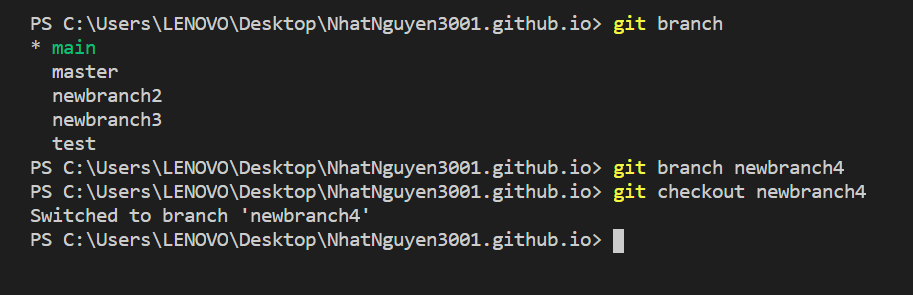 PS C:\Users\LENOVO\Desktop\NhatNguyen3001.github.io> git branch
* main
  master
  newbranch2
  newbranch3
  test
PS C:\Users\LENOVO\Desktop\NhatNguyen3001.github.io> git branch newbranch4
PS C:\Users\LENOVO\Desktop\NhatNguyen3001.github.io> git checkout newbranch4
Switched to branch 'newbranch4'
PS C:\Users\LENOVO\Desktop\NhatNguyen3001.github.io>